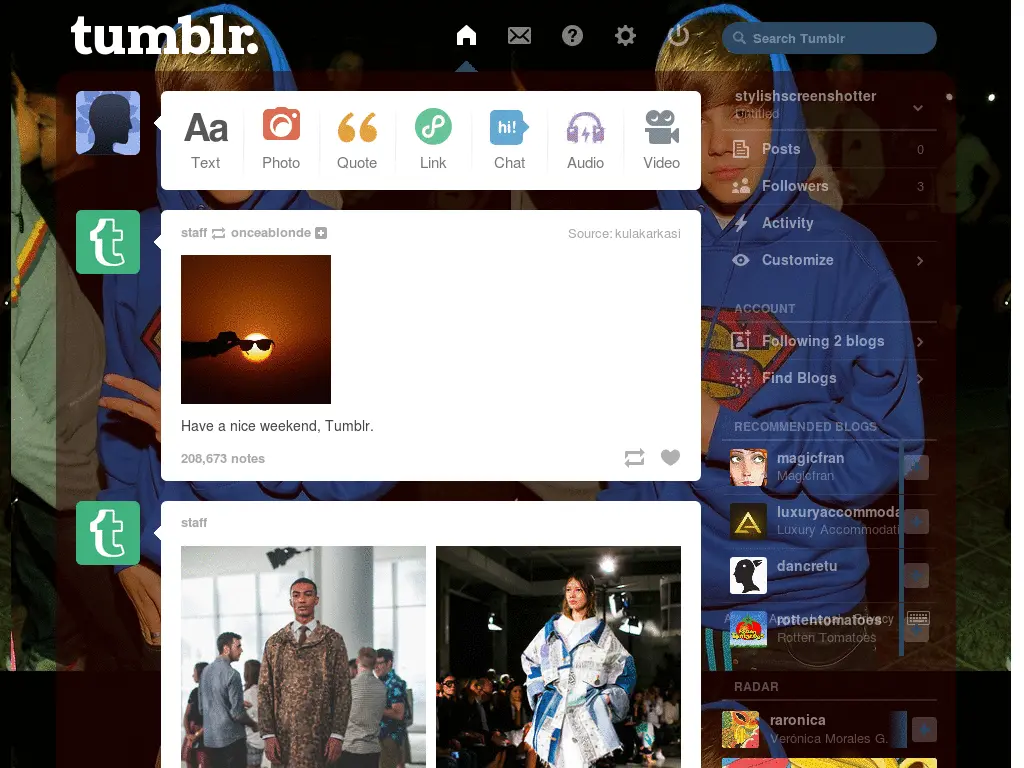 tumblr.
Search Tumblr
stylishscreenshotter
Untitled
Aa
hi!
Text
Photo
Quote
Link
Chat
Audio
Video
Posts 0
Followers 3
Activity
Customize
staff onceablonde
Source: kulakarkasi
Have a nice weekend, Tumblr.
208,673 notes
ACCOUNT
Following 2 blogs
Find Blogs
RECOMMENDED BLOGS
magicfran
Magicfran
luxuryaccommoda
Luxury Accommodati
dancretu
rottentomatoes
Rotten Tomatoes
Privacy
staff
RADAR
raronica
Verónica Morales G.